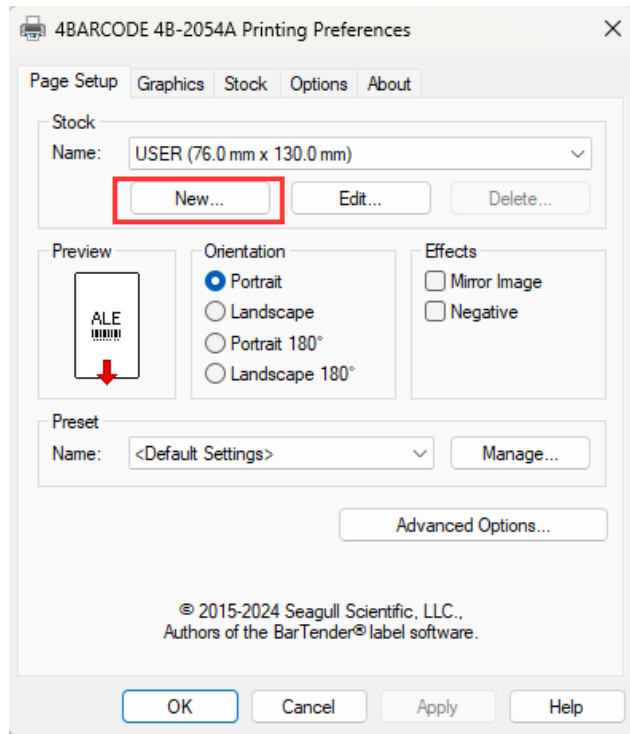 4BARCODE 4B-2054A Printing Preferences
Page Setup Graphics Stock Options About
Stock
Name: USER (76.0 mm x 130.0 mm)
New... Edit... Delete...
Preview Orientation Effects
Portrait Mirror Image
ALE Landscape Negative
Portrait 180°
Landscape 180°
Preset
Name: <Default Settings> Manage...
Advanced Options...
© 2015-2024 Seagull Scientific, LLC.,
Authors of the BarTender® label software.
OK Cancel Apply Help